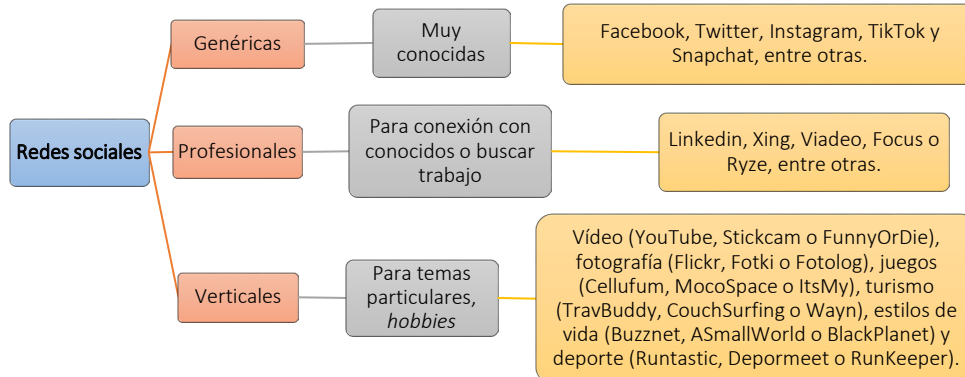 Redes sociales
Genéricas
Muy
conocidas
Facebook, Twitter, Instagram, TikTok y
Snapchat, entre otras.
Profesionales
Para conexión con
conocidos o buscar
trabajo
Linkedin, Xing, Viadeo, Focus o
Ryze, entre otras.
Verticales
Para temas
particulares,
hobbies
Vídeo (YouTube, Stickcam o FunnyOrDie),
fotografía (Flickr, Fotki o Fotolog), juegos
(Cellufum, MocoSpace o ItsMy), turismo
(TravBuddy, CouchSurfing o Wayn), estilos de
vida (Buzznet, ASmallWorld o BlackPlanet) y
deporte (Runtastic, Depormeet o RunKeeper).